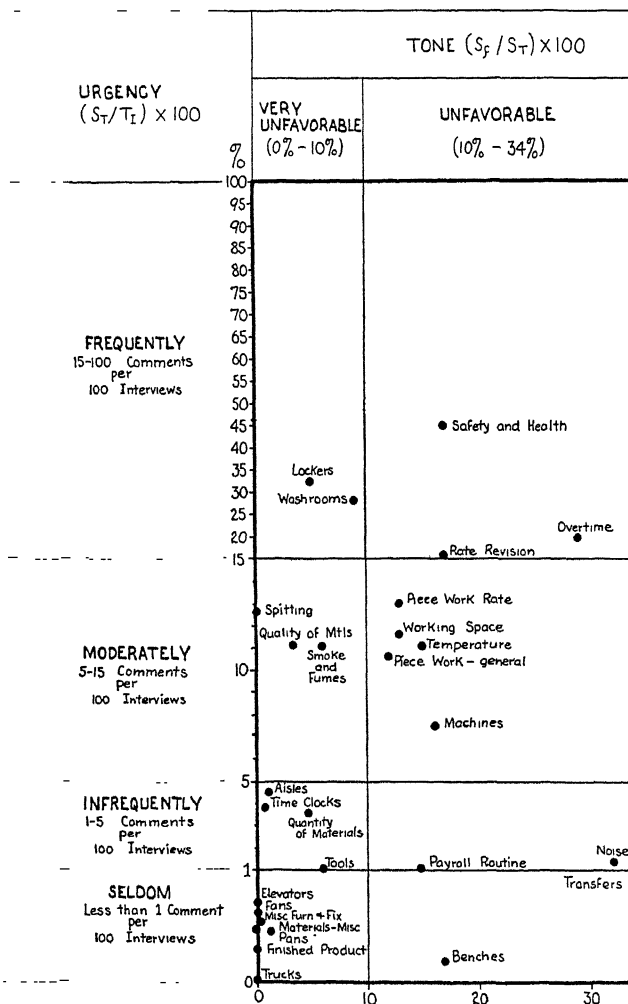 TONE (Sf/ST) × 100
URGENCY
(ST/TI) × 100
VERY
UNFAVORABLE
(0% - 10%)
UNFAVORABLE
(10% - 34%)
%
100
95
90
85
80
75
70
65
60
55
50
45
40
35
30
25
20
15
10
5
1
0
FREQUENTLY
15-100 Comments
per
100 Interviews
Safety and Health
Lockers
Washrooms
Overtime
Rate Revision
MODERATELY
5-15 Comments
per
100 Interviews
Spitting
Piece Work Rate
Quality of Mtls
Working Space
Temperature
Smoke
and
Fumes
Piece Work - general
Machines
INFREQUENTLY
1-5 Comments
per
100 Interviews
Aisles
Time Clocks
Quantity
of Materials
Tools
Payroll Routine
Noise
Transfers
SELDOM
Less than 1 Comment
per
100 Interviews
Elevators
Fans
Misc Furn + Fix
Materials-Misc
Pans
Finished Product
Benches
Trucks
0
10
20
30